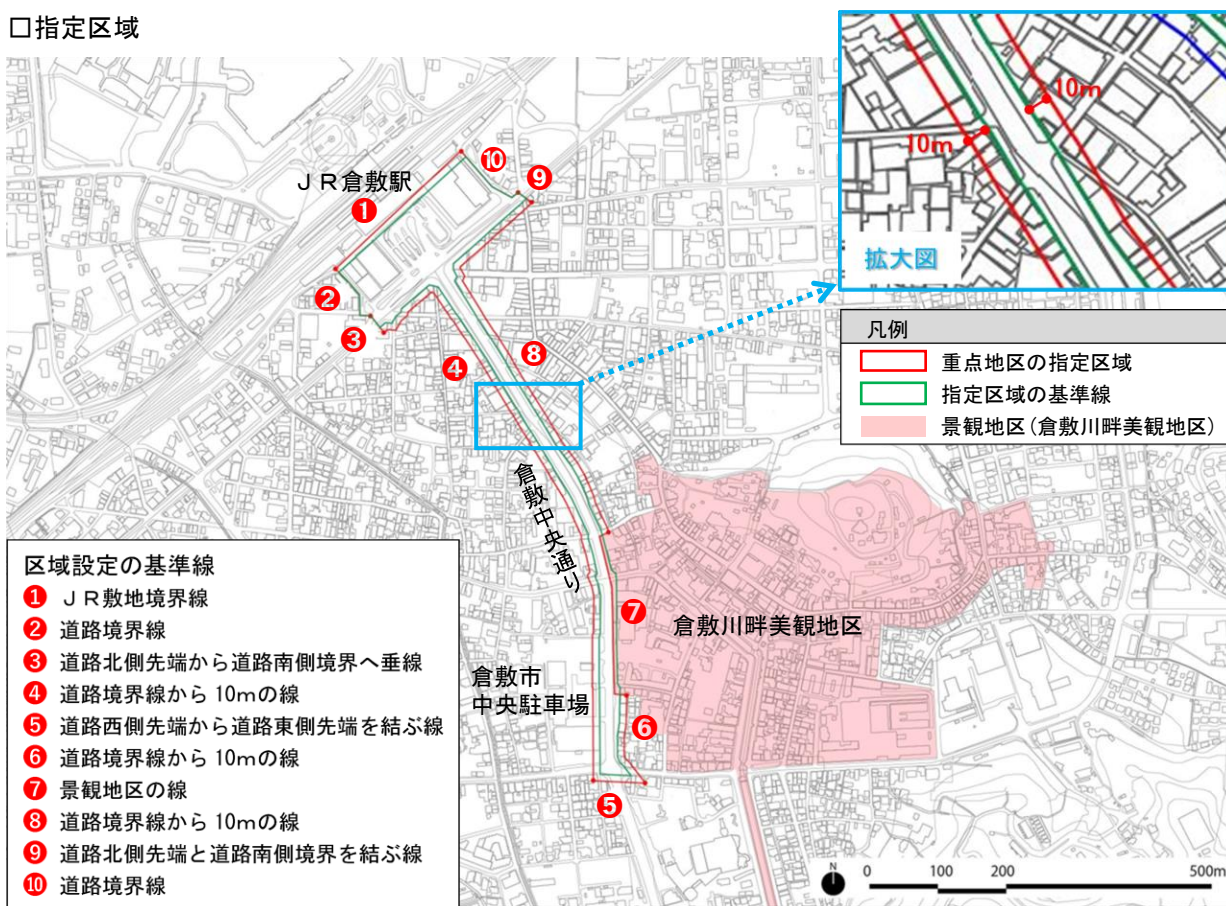 □指定区域
10m
10m
拡大図
JR倉敷駅
❶
❿
❾
❷
❸
❹
❽
凡例
重点地区の指定区域
指定区域の基準線
景観地区(倉敷川畔美観地区)
倉敷中央通り
❼
倉敷川畔美観地区
倉敷市
中央駐車場
❻
❺
区域設定の基準線
❶ JR敷地境界線
❷ 道路境界線
❸ 道路北側先端から道路南側境界へ垂線
❹ 道路境界線から10mの線
❺ 道路西側先端から道路東側先端を結ぶ線
❻ 道路境界線から10mの線
❼ 景観地区の線
❽ 道路境界線から10mの線
❾ 道路北側先端と道路南側境界を結ぶ線
❿ 道路境界線
N
0 100 200 500m